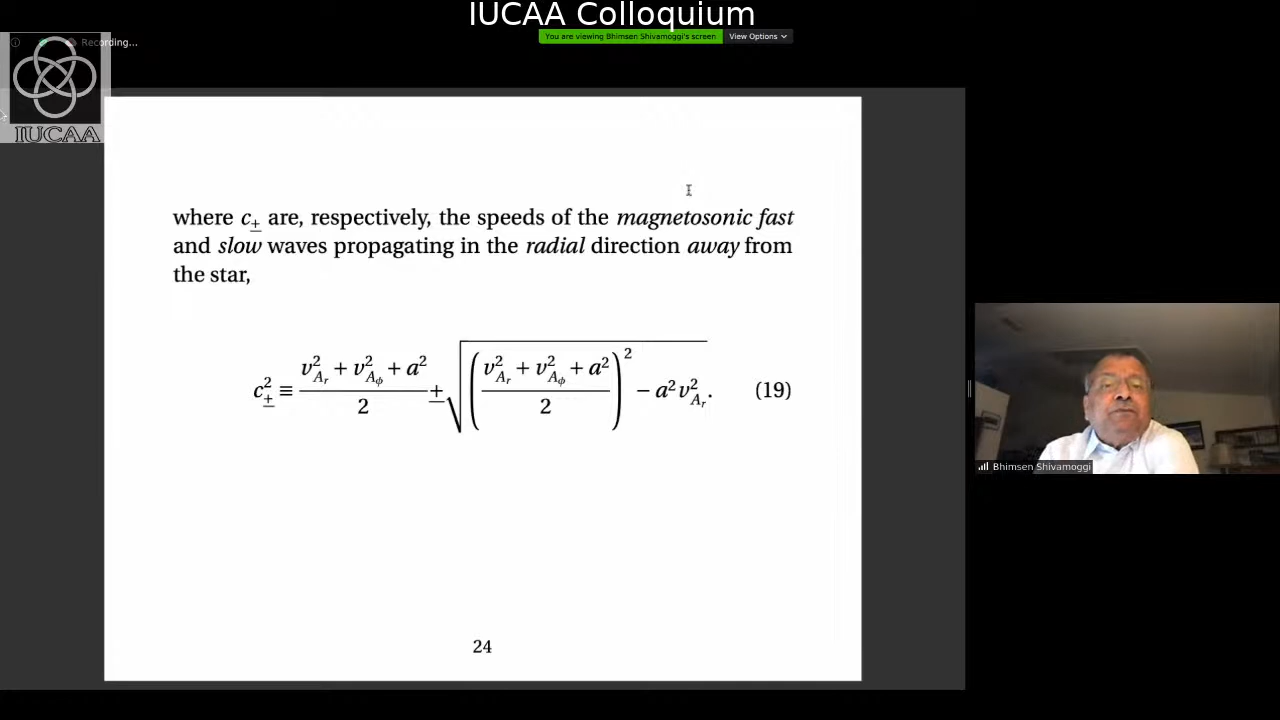 IUCAA Colloquium
You are viewing Bhimsen Shivamoggi's screen
View Options
Recording...
IUCAA
where c± are, respectively, the speeds of the magnetosonic fast
and slow waves propagating in the radial direction away from
the star,
c²± ≡ (v²_{A_r} + v²_{A_ϕ} + a²)/2 ± √(((v²_{A_r} + v²_{A_ϕ} + a²)/2)² − a²v²_{A_r}). (19)
24
Bhimsen Shivamoggi